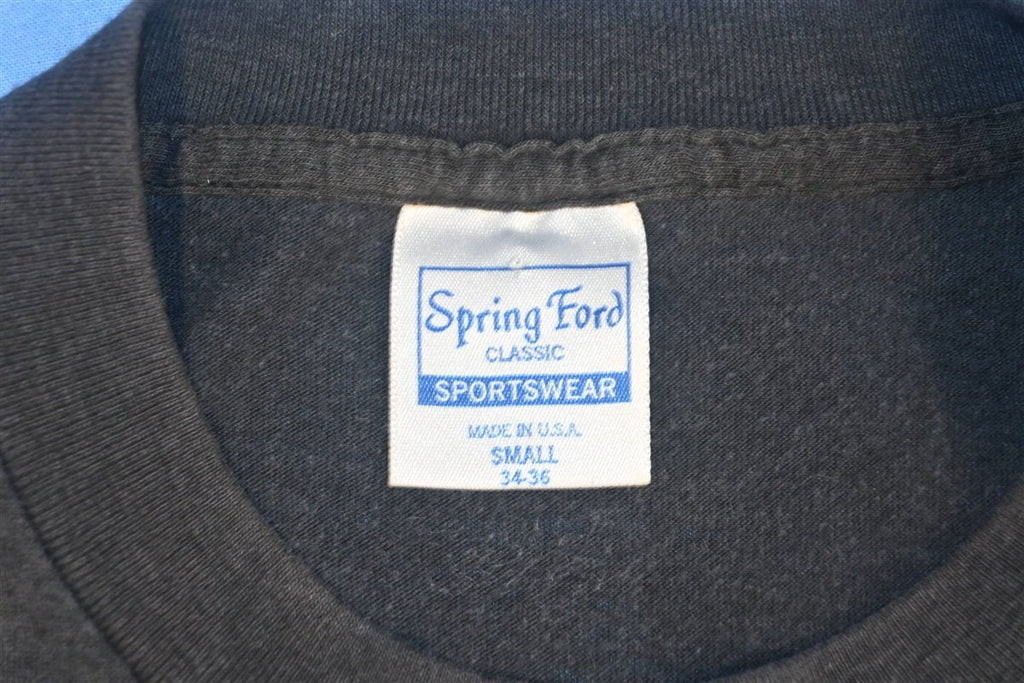 Spring Ford
CLASSIC
SPORTSWEAR
MADE IN U.S.A.
SMALL
34-36